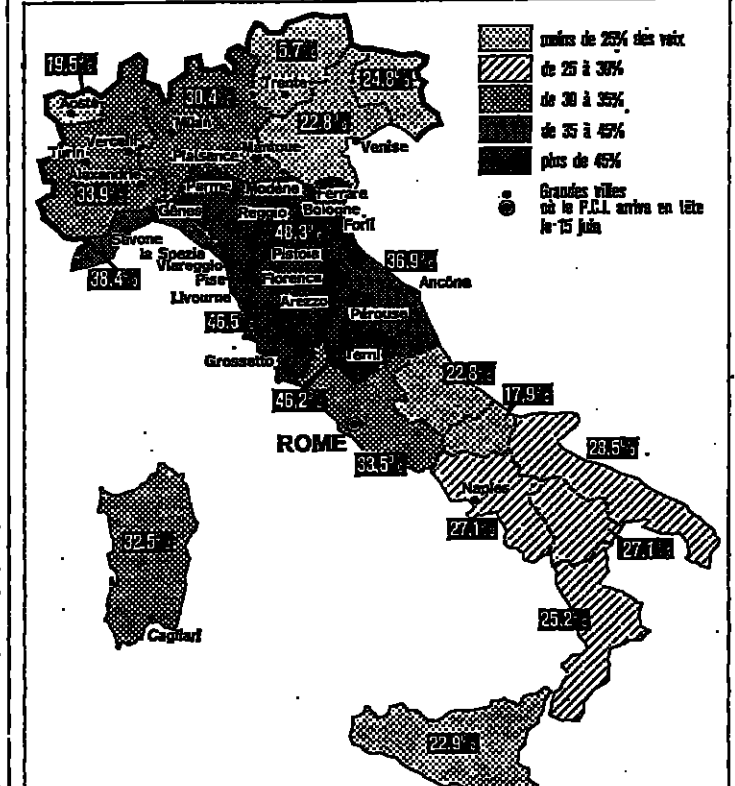 moins de 25% des voix
de 25 à 30%
de 30 à 35%
de 35 à 45%
plus de 45%
Grandes villes
où le P.C.I. arriva en tête
le 15 juin
19.5%
5.7%
24.8%
Aoste
30.4%
Trente
22.8%
Milan
Venise
Turin
Verceil
Mantoue
Plaisance
Alexandrie
33.9%
Parme
Modène
Ferrare
Gênes
Reggio
Bologne
Forli
48.3%
Savone
la Spezia
Pistoia
36.9%
Viareggio
38.4%
Pise
Florence
Ancône
Livourne
Arezzo
46.5%
Pérouse
Grossetto
Terni
22.8%
46.2%
17.9%
ROME
33.5%
28.5%
Naples
27.1%
27.1%
32.5%
25.2%
Cagliari
22.9%